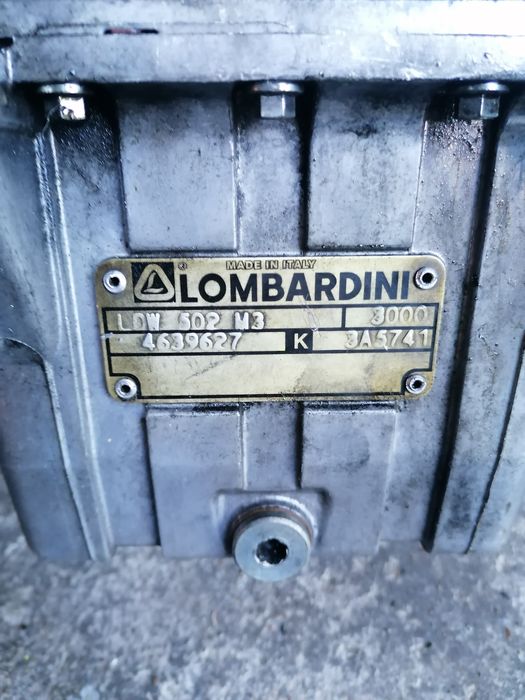 MADE IN ITALY
® LOMBARDINI
LDW 502 M3 3000
4639627 K 3A5741